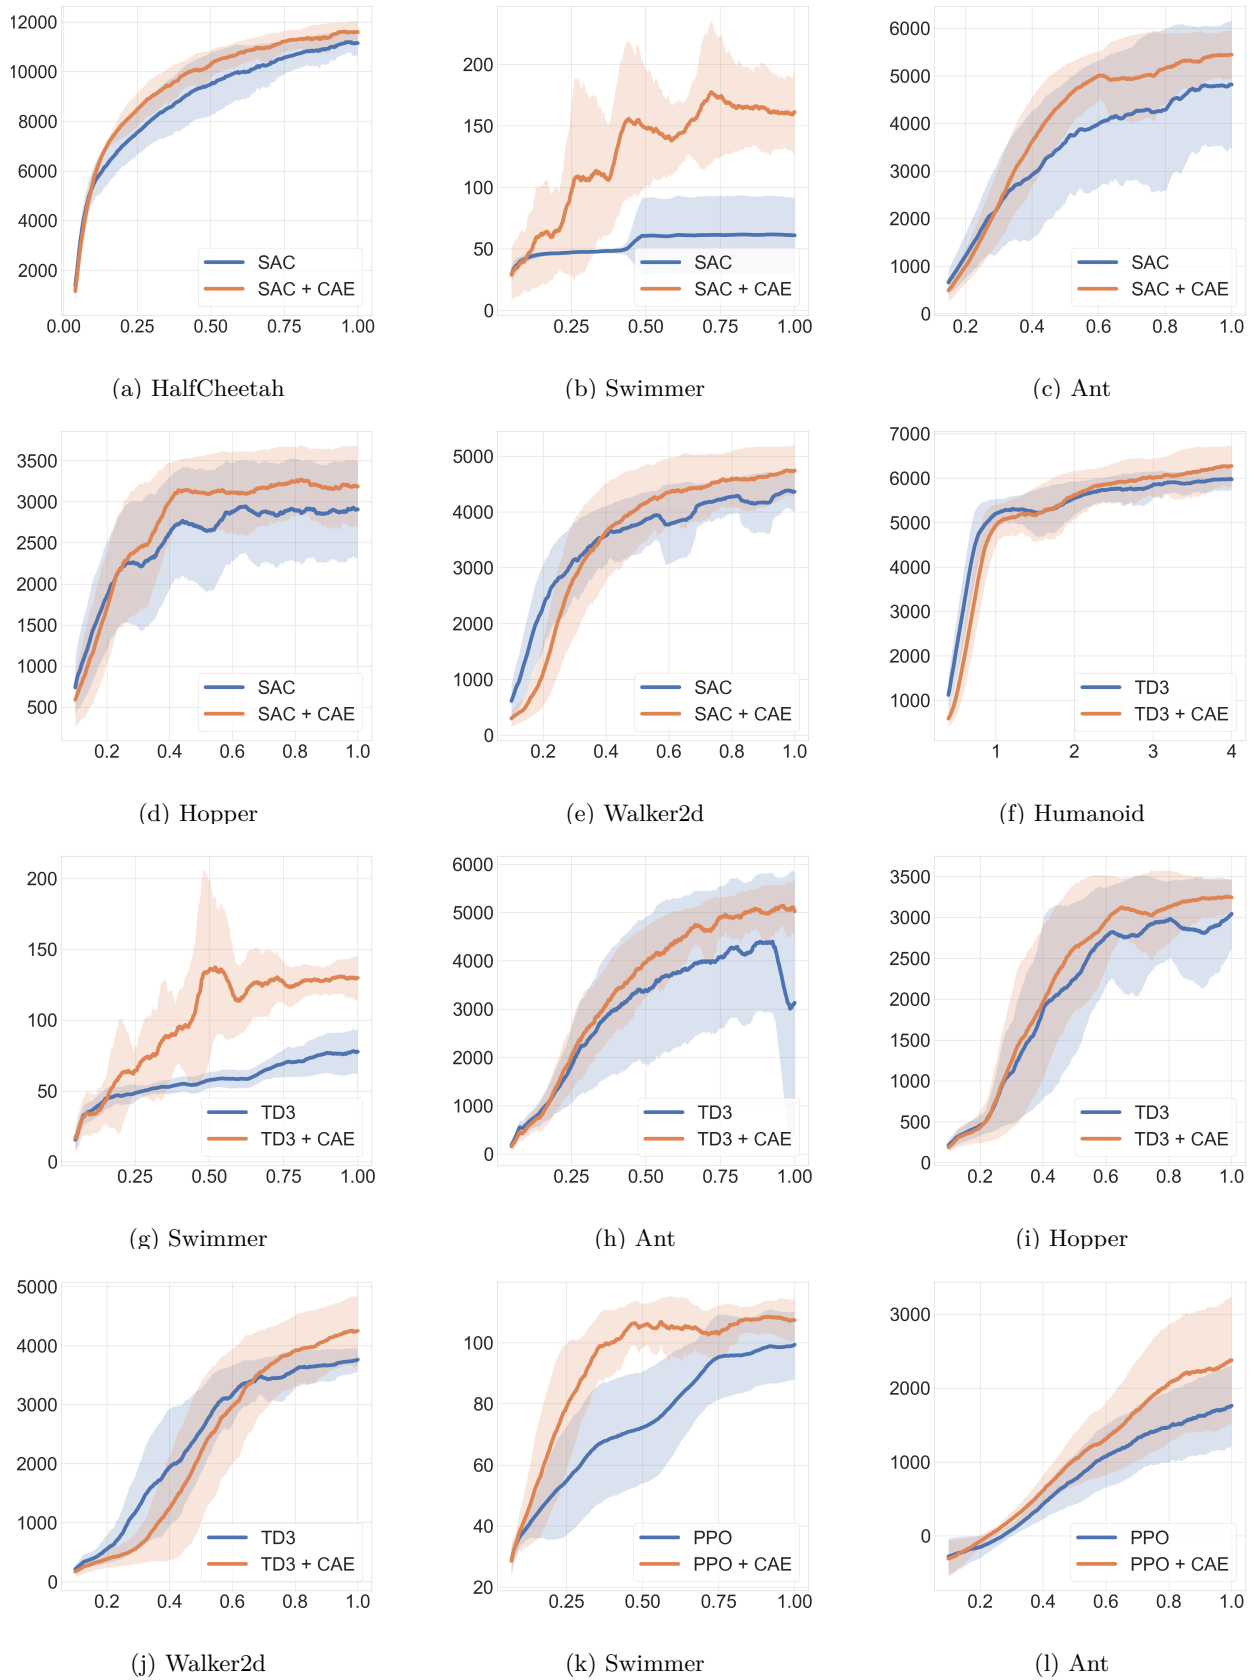 12000
10000
8000
6000
4000
2000
0.00 0.25 0.50 0.75 1.00
SAC
SAC + CAE
(a) HalfCheetah
200
150
100
50
0
0.25 0.50 0.75 1.00
SAC
SAC + CAE
(b) Swimmer
6000
5000
4000
3000
2000
1000
0
0.2 0.4 0.6 0.8 1.0
SAC
SAC + CAE
(c) Ant
3500
3000
2500
2000
1500
1000
500
0.2 0.4 0.6 0.8 1.0
SAC
SAC + CAE
(d) Hopper
5000
4000
3000
2000
1000
0
0.2 0.4 0.6 0.8 1.0
SAC
SAC + CAE
(e) Walker2d
7000
6000
5000
4000
3000
2000
1000
1 2 3 4
TD3
TD3 + CAE
(f) Humanoid
200
150
100
50
0
0.25 0.50 0.75 1.00
TD3
TD3 + CAE
(g) Swimmer
6000
5000
4000
3000
2000
1000
0
0.25 0.50 0.75 1.00
TD3
TD3 + CAE
(h) Ant
3500
3000
2500
2000
1500
1000
500
0
0.2 0.4 0.6 0.8 1.0
TD3
TD3 + CAE
(i) Hopper
5000
4000
3000
2000
1000
0
0.2 0.4 0.6 0.8 1.0
TD3
TD3 + CAE
(j) Walker2d
100
80
60
40
20
0.25 0.50 0.75 1.00
PPO
PPO + CAE
(k) Swimmer
3000
2000
1000
0
0.2 0.4 0.6 0.8 1.0
PPO
PPO + CAE
(l) Ant